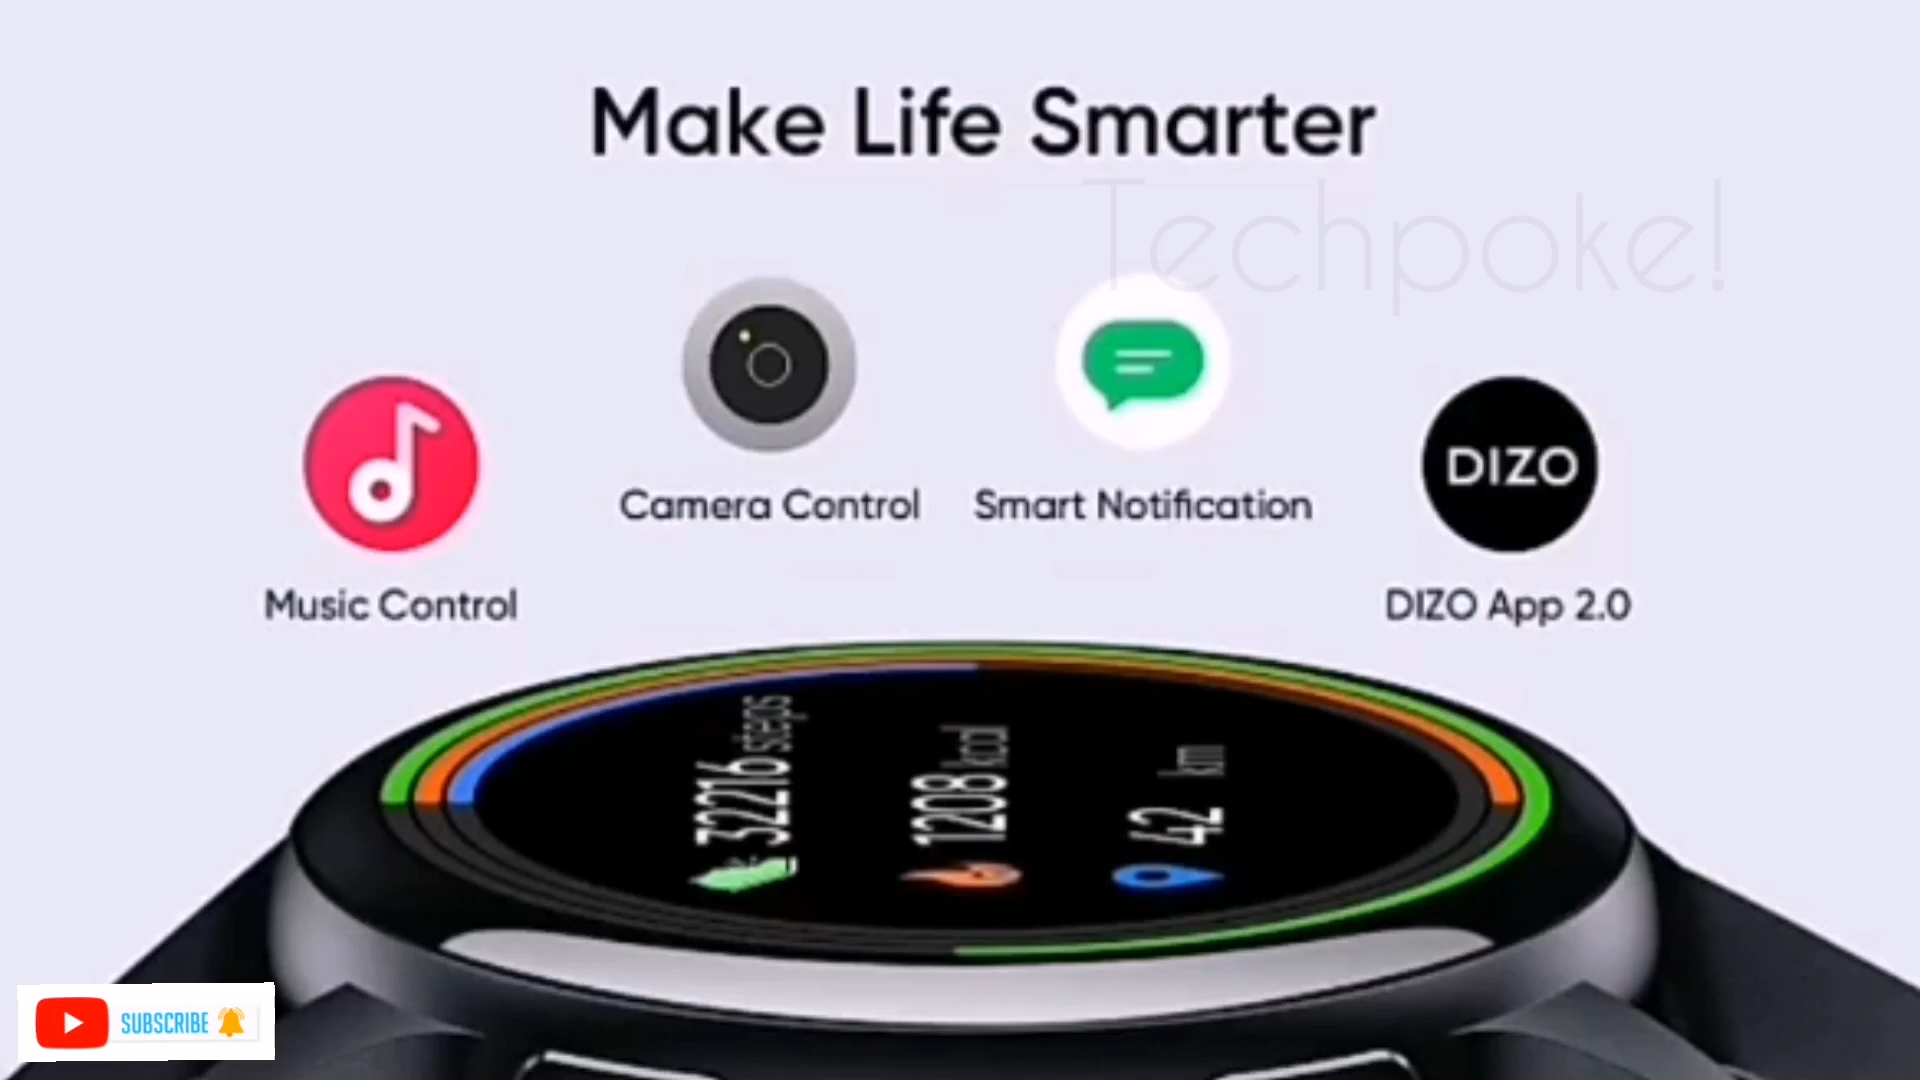 Make Life Smarter
Techpoke!
Camera Control
Smart Notification
DIZO
Music Control
DIZO App 2.0
32216 steps
1208 kcal
42 km
SUBSCRIBE